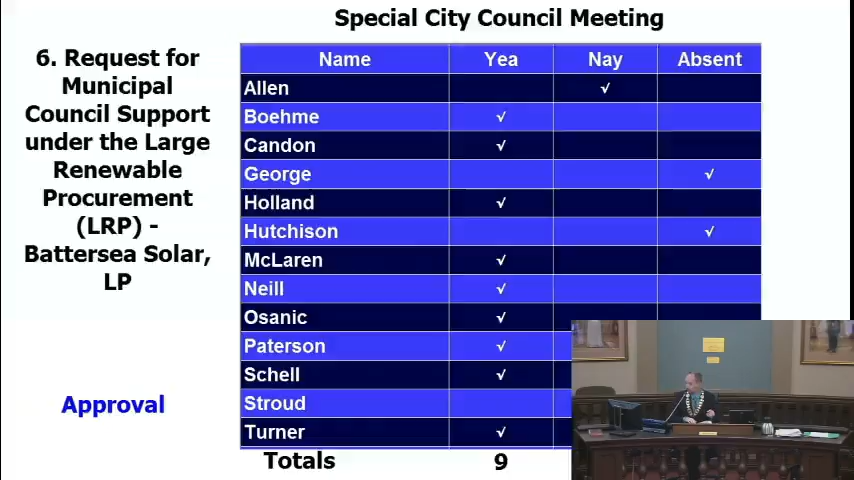 Special City Council Meeting
6. Request for
Municipal
Council Support
under the Large
Renewable
Procurement
(LRP) -
Battersea Solar,
LP
Approval
Name Yea Nay Absent
Allen √
Boehme √
Candon √
George √
Holland √
Hutchison √
McLaren √
Neill √
Osanic √
Paterson √
Schell √
Stroud
Turner √
Totals 9